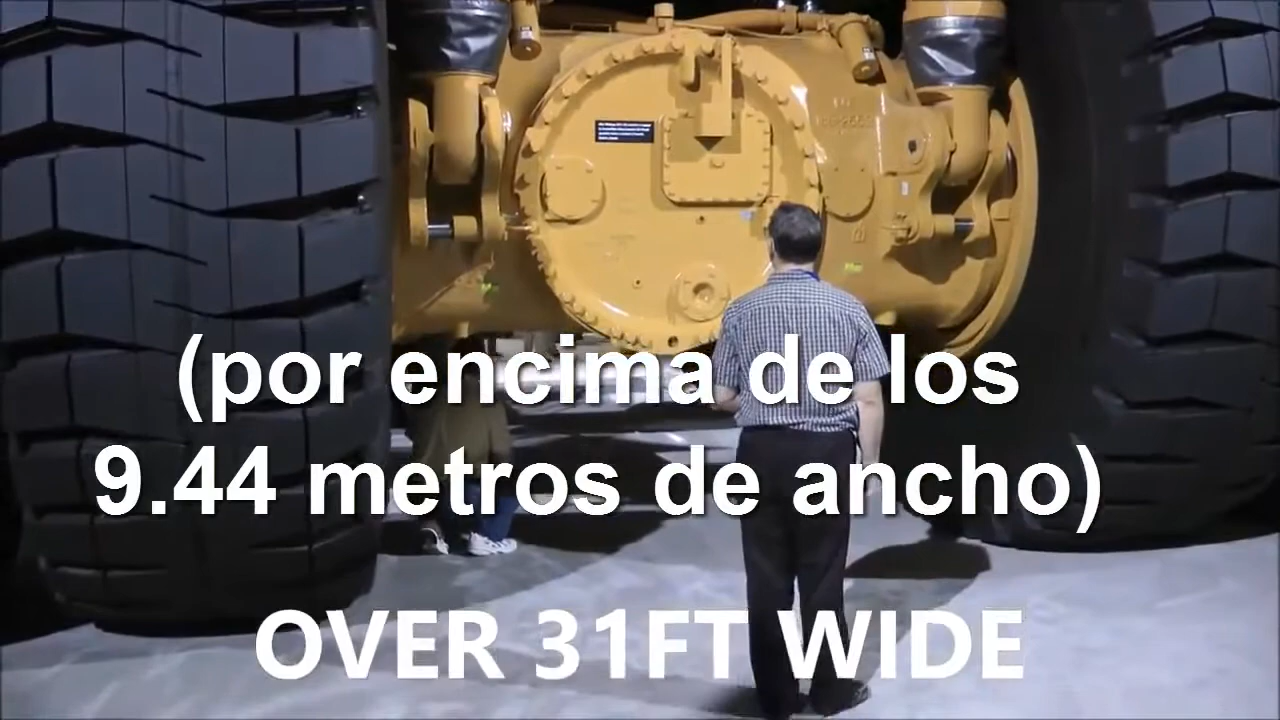 (por encima de los
9.44 metros de ancho)
OVER 31FT WIDE